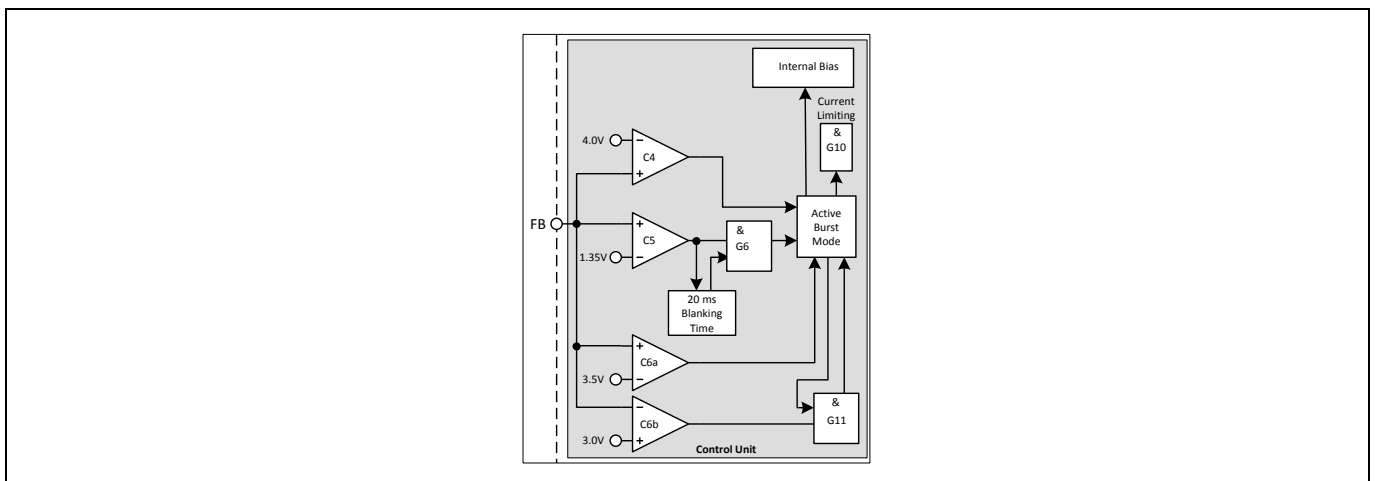 Internal Bias
Current
Limiting
&
G10
4.0V
−
C4
+
FB
+
C5
1.35V
−
&
G6
Active
Burst
Mode
20 ms
Blanking
Time
+
C6a
3.5V
−
−
C6b
3.0V
+
&
G11
Control Unit